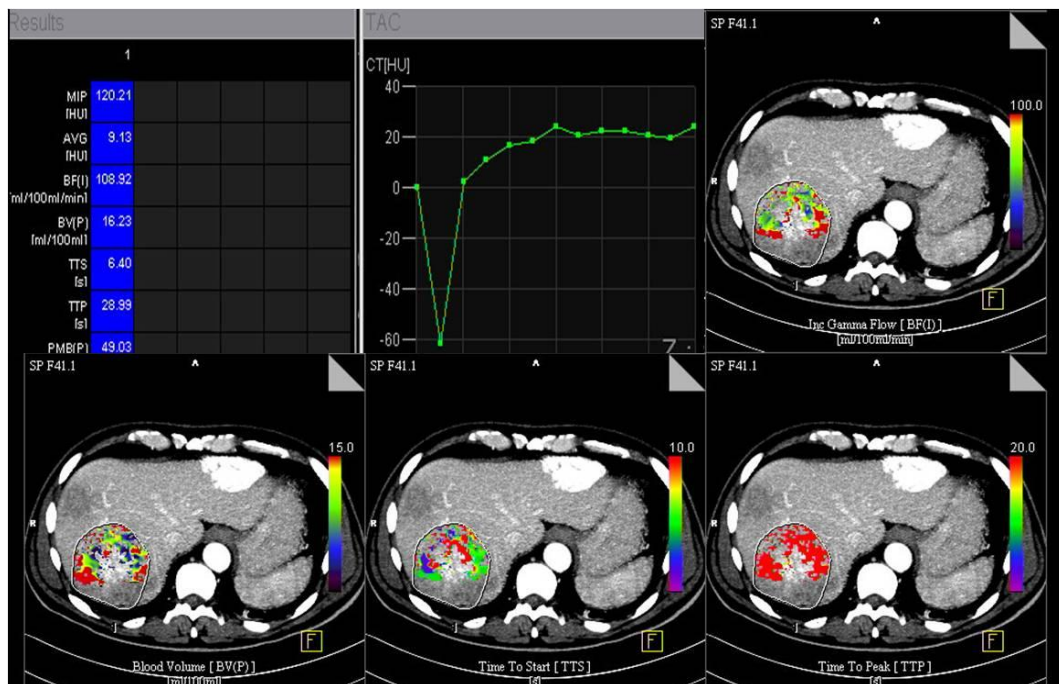 Results
1
MIP 120.21
[HU]
AVG 9.13
[HU]
BF(I) 108.92
[ml/100ml/min]
BV(P) 16.23
[ml/100ml]
TTS 6.40
[s]
TTP 28.99
[s]
PMB(P) 49.03
TAC
CT[HU]
40
20
0
-20
-40
-60
SP F41.1
100.0
R
F
Inc Gamma Flow [ BF(I) ]
[ml/100ml/min]
SP F41.1
15.0
R
F
Blood Volume [ BV(P) ]
[ml/100ml]
SP F41.1
10.0
R
F
Time To Start [ TTS ]
[s]
SP F41.1
20.0
R
F
Time To Peak [ TTP ]
[s]